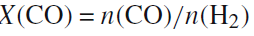 X(CO) = n(CO)/n(H₂)